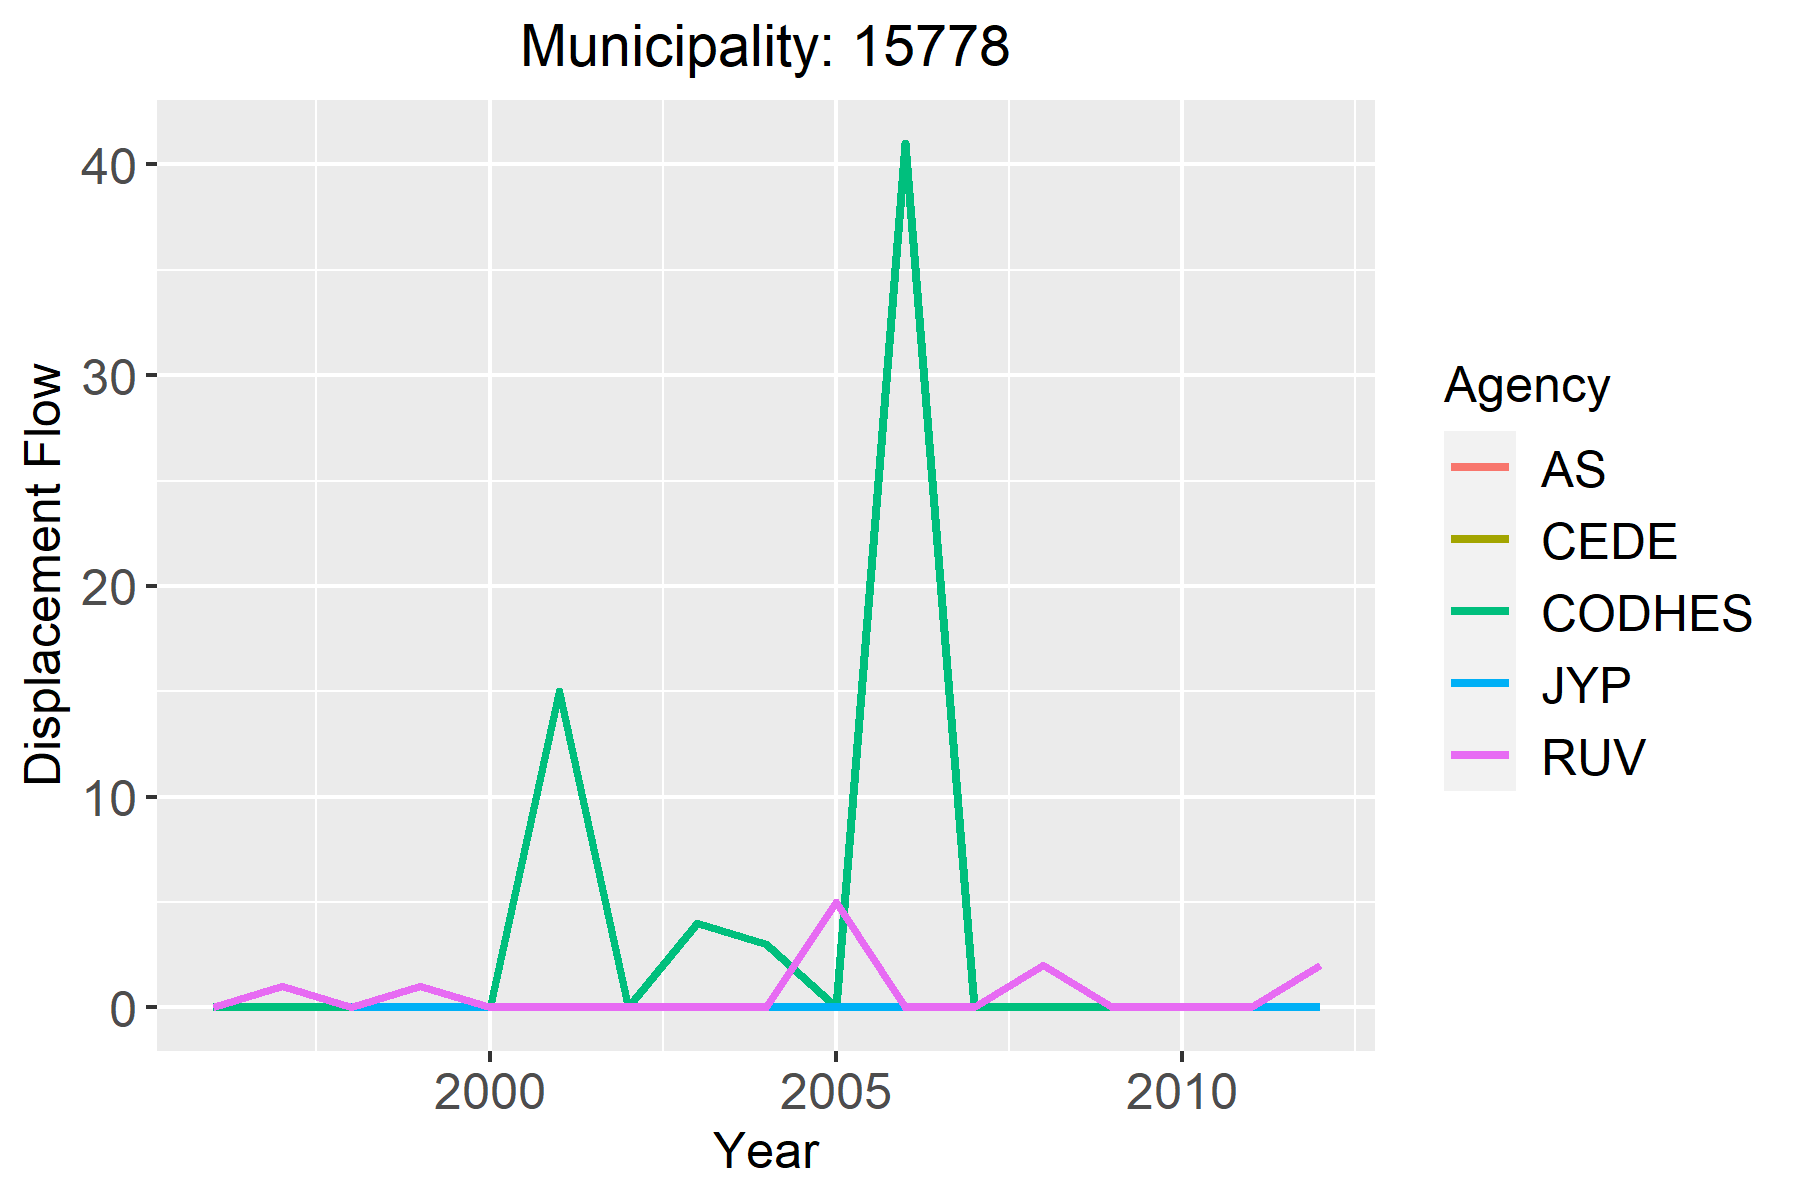 Municipality: 15778
Displacement Flow
40
30
20
10
0
2000
2005
2010
Year
Agency
AS
CEDE
CODHES
JYP
RUV